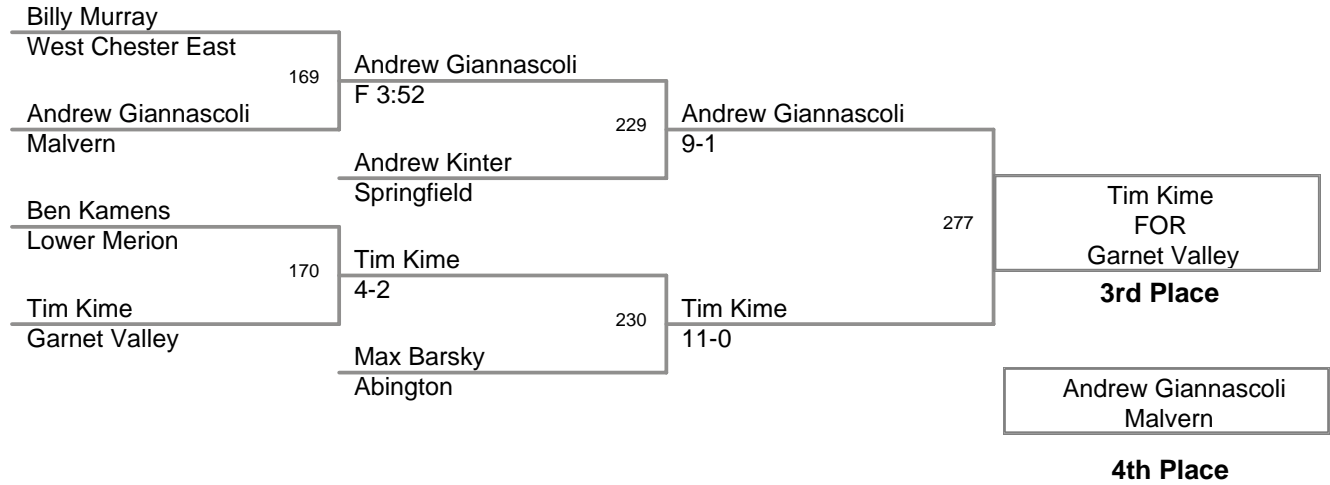 Billy Murray
West Chester East
169
Andrew Giannascoli
F 3:52
Andrew Giannascoli
Malvern
229
Andrew Giannascoli
9-1
Andrew Kinter
Springfield
Ben Kamens
Lower Merion
277
Tim Kime
FOR
Garnet Valley
3rd Place
170
Tim Kime
4-2
Tim Kime
Garnet Valley
230
Tim Kime
11-0
Max Barsky
Abington
Andrew Giannascoli
Malvern
4th Place